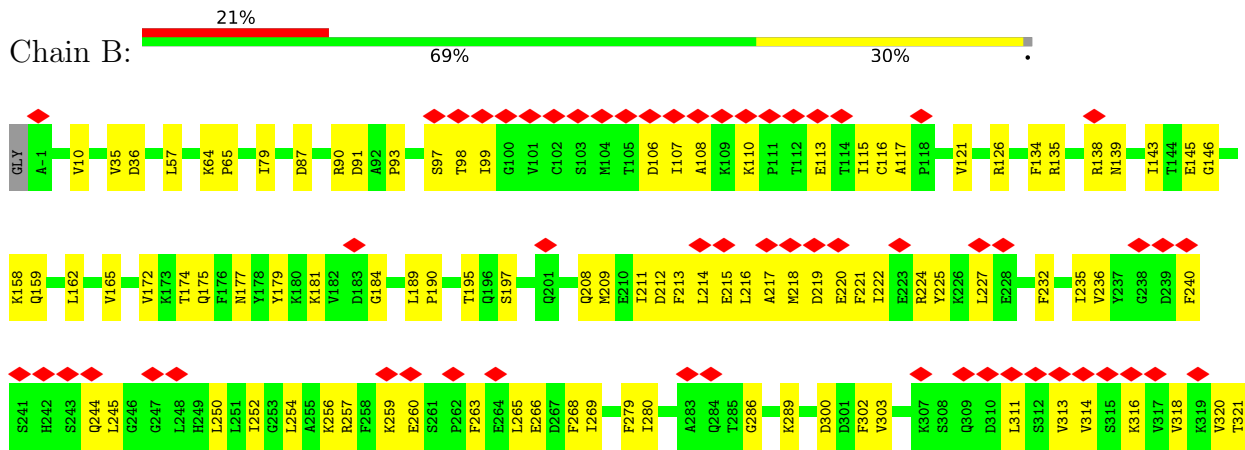 21%
Chain B:
69% 30% •
GLY A-1 V10 V35 D36 L57 K64 P65 I79 D87 R90 D91 A92 P93 S97 T98 I99 G100 V101 C102 S103 M104 T105 D106 I107 A108 K109 K110 P111 T112 E113 T114 I115 C116 A117 P118 V121 R126 F134 R135 R138 N139 I143 T144 E145 G146
K158 Q159 L162 V165 V172 K173 T174 Q175 F176 N177 Y178 Y179 K180 K181 V182 D183 G184 L189 P190 T195 Q196 S197 Q201 Q208 M209 E210 I211 D212 F213 L214 E215 L216 A217 M218 D219 E220 F221 I222 E223 R224 Y225 K226 L227 E228 F232 I235 V236 Y237 G238 D239 F240
S241 H242 S243 Q244 L245 G246 G247 L248 H249 L250 L251 I252 G253 L254 A255 K256 R257 F258 K259 E260 S261 P262 F263 E264 L265 E266 D267 F268 I269 F279 I280 A283 Q284 T285 G286 K289 D300 D301 F302 V303 K307 S308 Q309 D310 L311 S312 V313 V314 S315 K316 V317 V318 K319 V320 T321